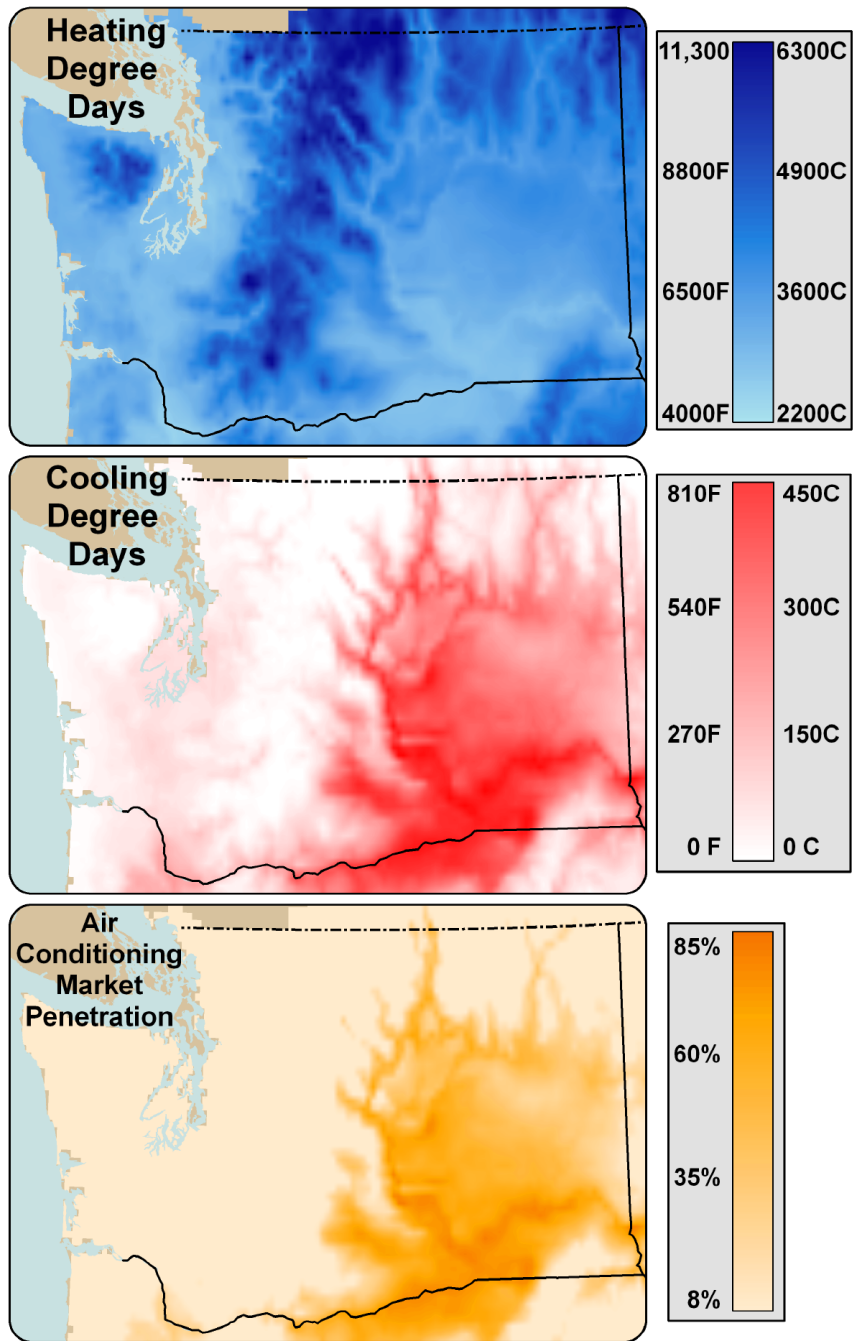 Heating
Degree
Days
11,300 6300C
8800F 4900C
6500F 3600C
4000F 2200C
Cooling
Degree
Days
810F 450C
540F 300C
270F 150C
0 F 0 C
Air
Conditioning
Market
Penetration
85%
60%
35%
8%